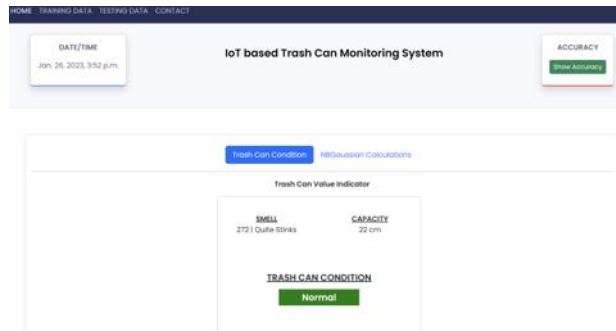 HOME TRAINING DATA TESTING DATA CONTACT
DATE/TIME
Jan. 26, 2023, 3:52 p.m.
IoT based Trash Can Monitoring System
ACCURACY
Show Accuracy
Trash Can Condition NBGaussian Calculations
Trash Can Value Indicator
SMELL CAPACITY
272 | Quite Stinks 22 cm
TRASH CAN CONDITION
Normal